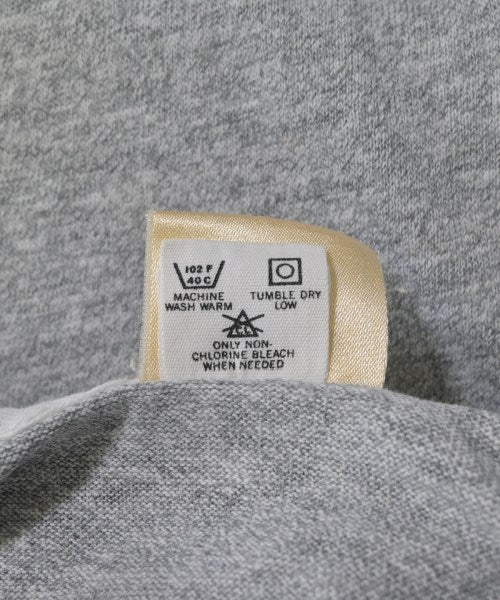 102 F
40 C
MACHINE
WASH WARM
TUMBLE DRY
LOW
CL
ONLY NON-
CHLORINE BLEACH
WHEN NEEDED